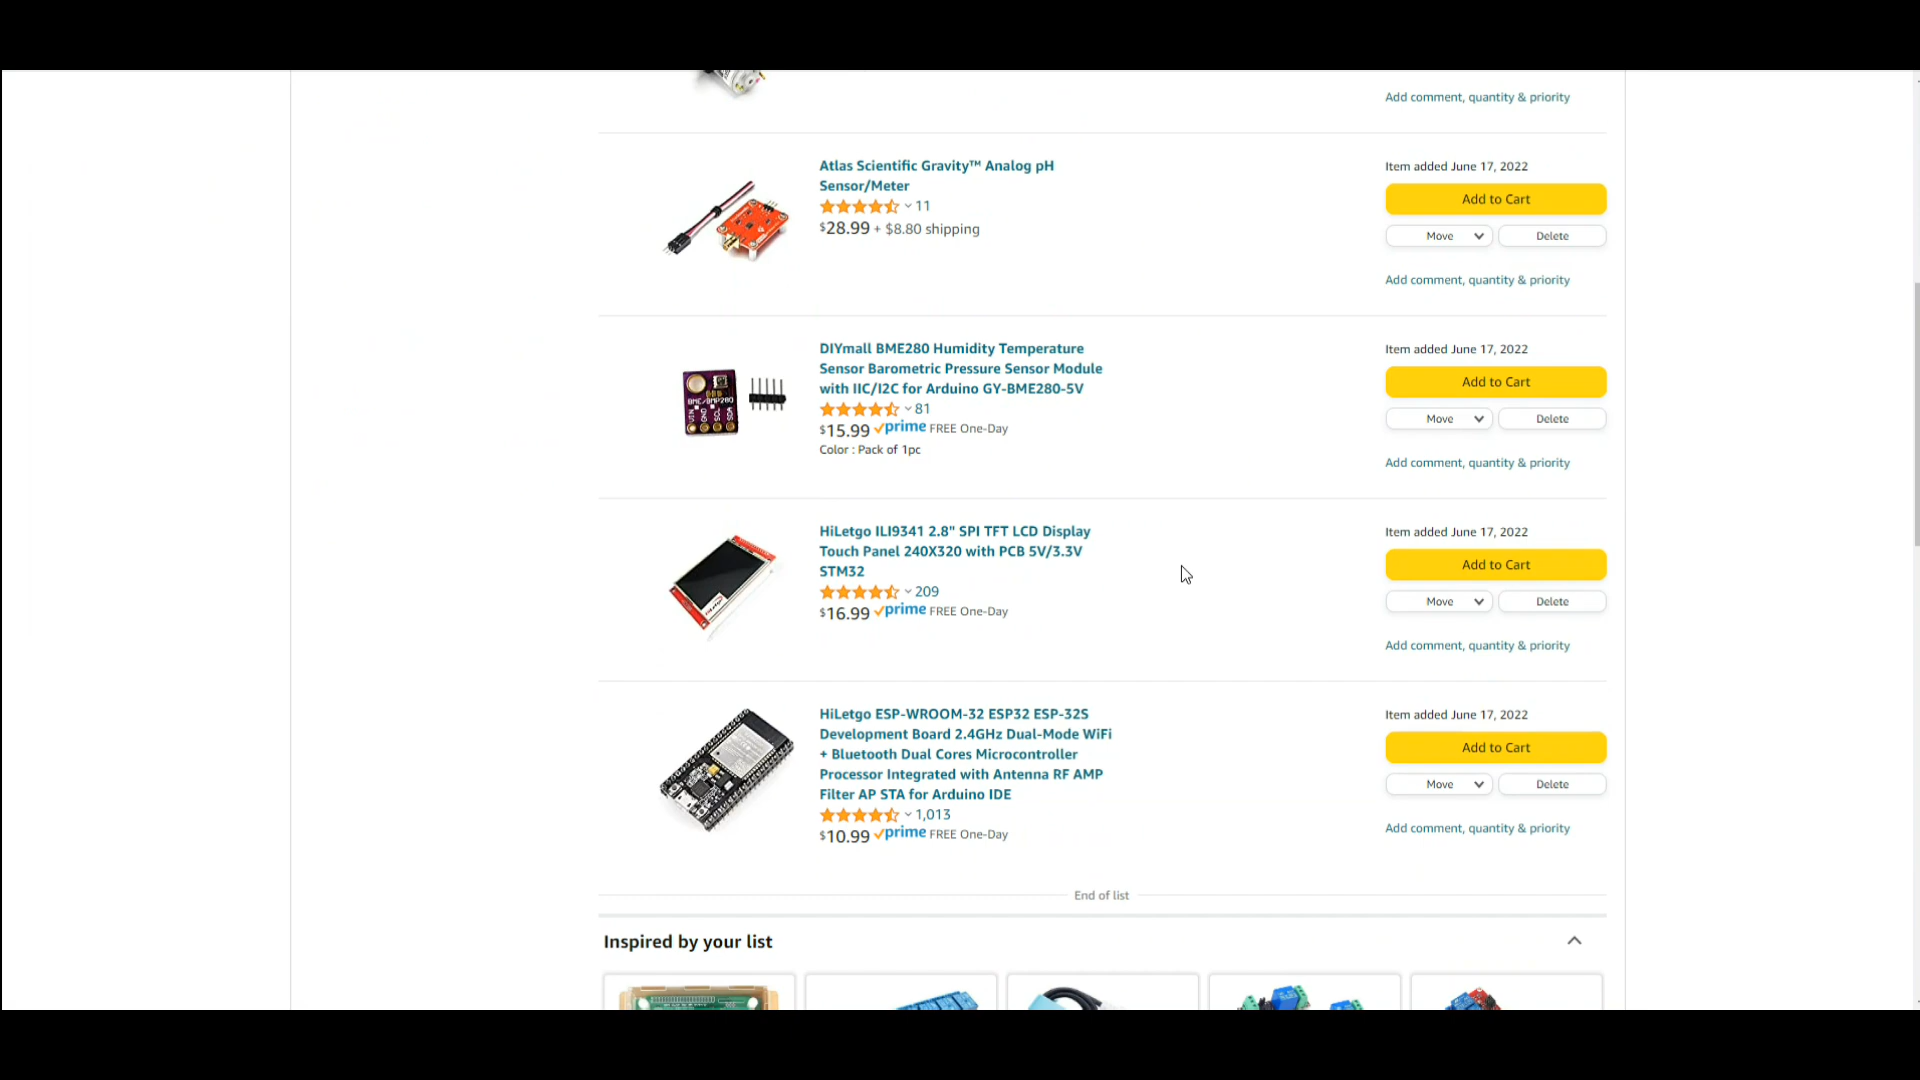 Add comment, quantity & priority
Atlas Scientific Gravity™ Analog pH
Sensor/Meter
11
$28.99 + $8.80 shipping
Item added June 17, 2022
Add to Cart
Move
Delete
Add comment, quantity & priority
DIYmall BME280 Humidity Temperature
Sensor Barometric Pressure Sensor Module
with IIC/I2C for Arduino GY-BME280-5V
81
$15.99 prime FREE One-Day
Color : Pack of 1pc
BME/BMP280
VIN
GND
SCL
SDA
Item added June 17, 2022
Add to Cart
Move
Delete
Add comment, quantity & priority
HiLetgo ILI9341 2.8" SPI TFT LCD Display
Touch Panel 240X320 with PCB 5V/3.3V
STM32
209
$16.99 prime FREE One-Day
Item added June 17, 2022
Add to Cart
Move
Delete
Add comment, quantity & priority
HiLetgo ESP-WROOM-32 ESP32 ESP-32S
Development Board 2.4GHz Dual-Mode WiFi
+ Bluetooth Dual Cores Microcontroller
Processor Integrated with Antenna RF AMP
Filter AP STA for Arduino IDE
1,013
$10.99 prime FREE One-Day
Item added June 17, 2022
Add to Cart
Move
Delete
Add comment, quantity & priority
End of list
Inspired by your list